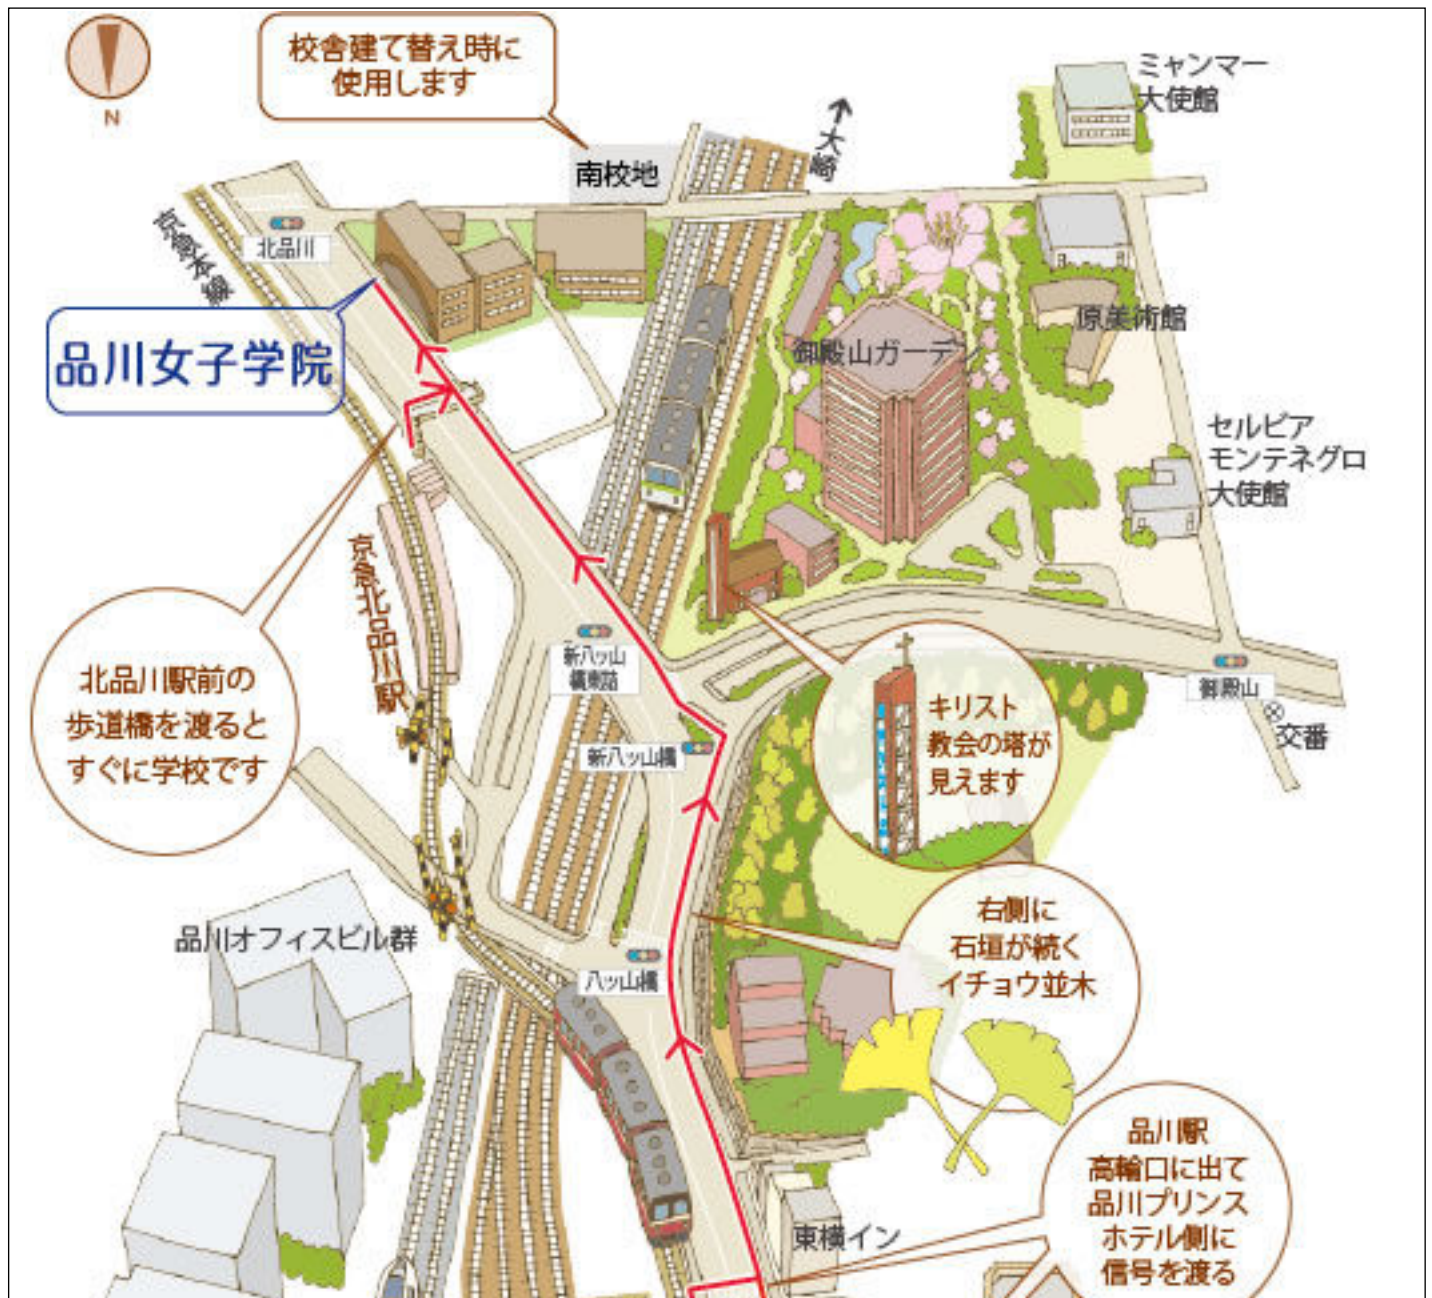 校舎建て替え時に
使用します
N
ミャンマー
大使館
大崎
南校地
京急本線
北品川
品川女子学院
御殿山ガーデン
原美術館
セルビア
モンテネグロ
大使館
京急北品川駅
北品川駅前の
歩道橋を渡ると
すぐに学校です
新八ッ山
橋東詰
新八ッ山橋
キリスト
教会の塔が
見えます
御殿山
交番
品川オフィスビル群
八ッ山橋
右側に
石垣が続く
イチョウ並木
品川駅
高輪口に出て
品川プリンス
ホテル側に
信号を渡る
東横イン